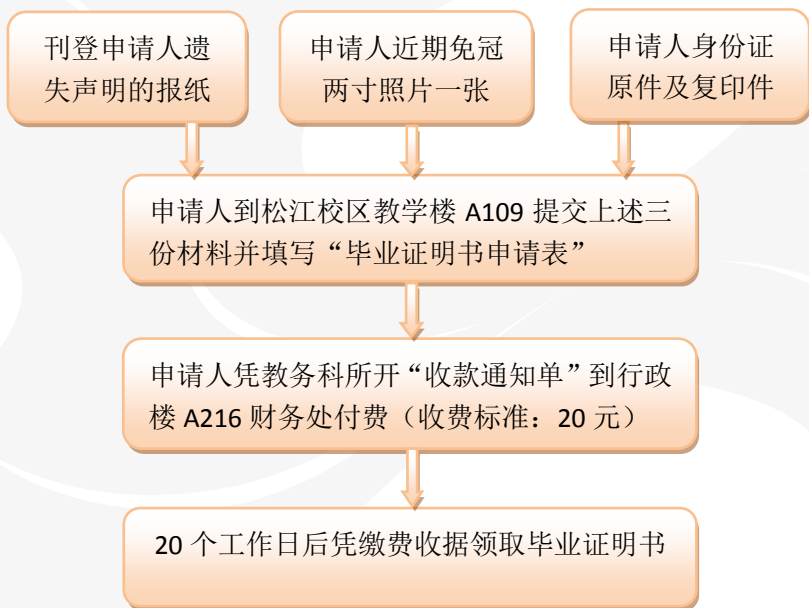 刊登申请人遗
失声明的报纸
申请人近期免冠
两寸照片一张
申请人身份证
原件及复印件
申请人到松江校区教学楼 A109 提交上述三
份材料并填写“毕业证明书申请表”
申请人凭教务科所开“收款通知单”到行政
楼 A216 财务处付费（收费标准：20 元）
20 个工作日后凭缴费收据领取毕业证明书